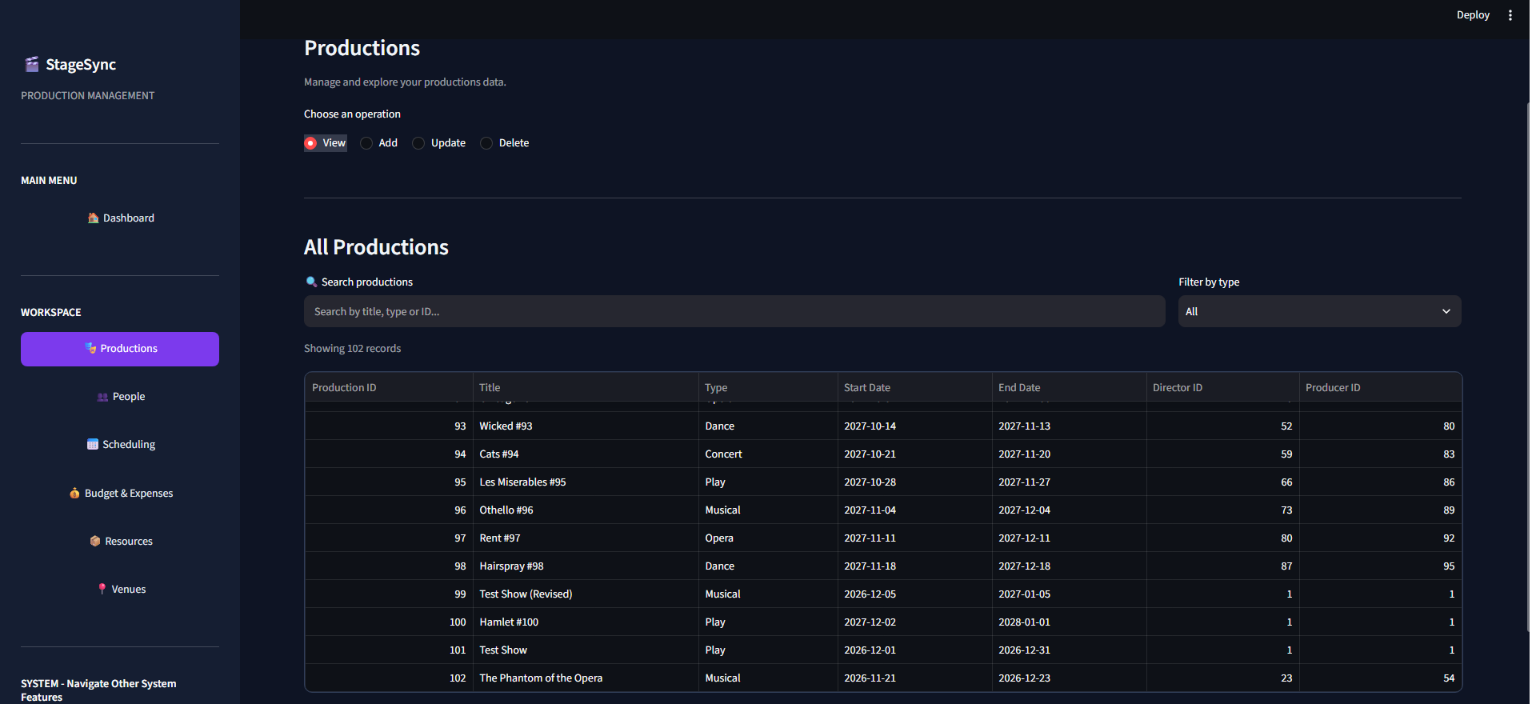 Deploy
StageSync
PRODUCTION MANAGEMENT
MAIN MENU
Dashboard
WORKSPACE
Productions
People
Scheduling
Budget & Expenses
Resources
Venues
SYSTEM - Navigate Other System
Features
Productions
Manage and explore your productions data.
Choose an operation
View Add Update Delete
All Productions
Search productions Filter by type
Search by title, type or ID... All
Showing 102 records
Production ID Title Type Start Date End Date Director ID Producer ID
93 Wicked #93 Dance 2027-10-14 2027-11-13 52 80
94 Cats #94 Concert 2027-10-21 2027-11-20 59 83
95 Les Miserables #95 Play 2027-10-28 2027-11-27 66 86
96 Othello #96 Musical 2027-11-04 2027-12-04 73 89
97 Rent #97 Opera 2027-11-11 2027-12-11 80 92
98 Hairspray #98 Dance 2027-11-18 2027-12-18 87 95
99 Test Show (Revised) Musical 2026-12-05 2027-01-05 1 1
100 Hamlet #100 Play 2027-12-02 2028-01-01 1 1
101 Test Show Play 2026-12-01 2026-12-31 1 1
102 The Phantom of the Opera Musical 2026-11-21 2026-12-23 23 54